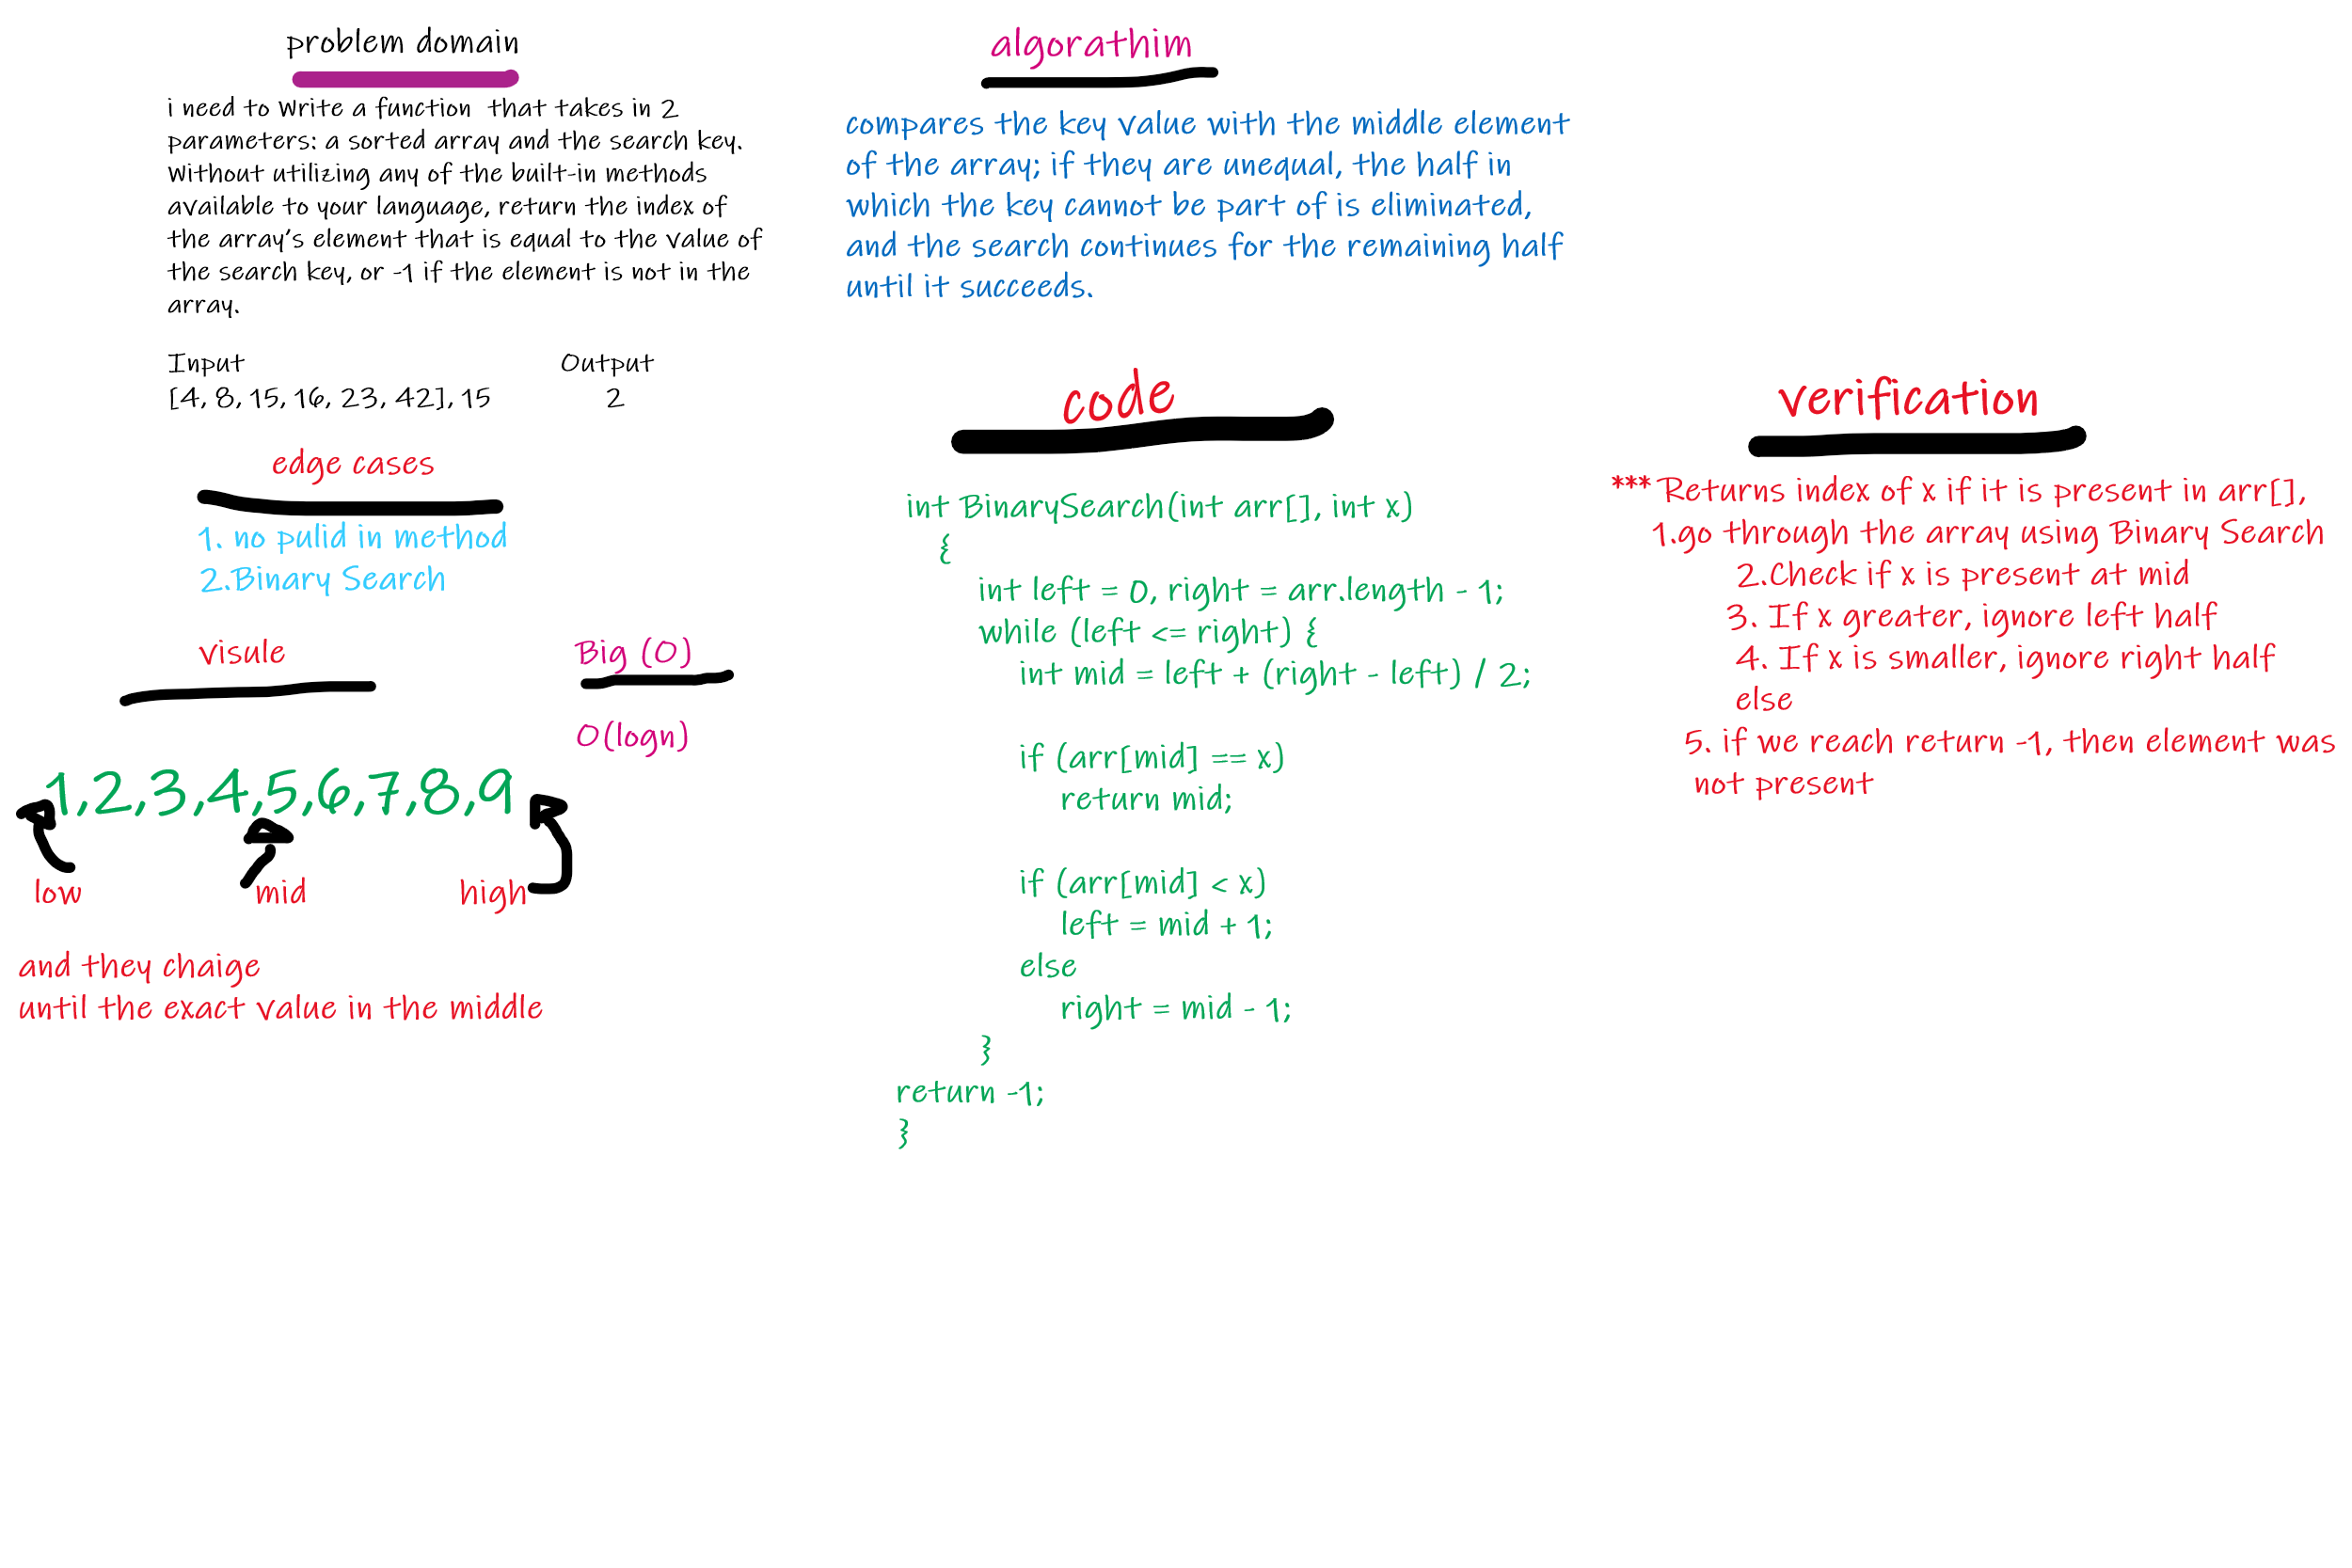 problem domain
i need to write a function that takes in 2
parameters: a sorted array and the search key.
Without utilizing any of the built-in methods
available to your language, return the index of
the array's element that is equal to the value of
the search key, or -1 if the element is not in the
array.
Input Output
[4, 8, 15, 16, 23, 42], 15 2
edge cases
1. no pulid in method
2.Binary Search
visule
Big (O)
O(logn)
1,2,3,4,5,6,7,8,9
low mid high
and they chaige
until the exact value in the middle
algorathim
compares the key value with the middle element
of the array; if they are unequal, the half in
which the key cannot be part of is eliminated,
and the search continues for the remaining half
until it succeeds.
code
int BinarySearch(int arr[], int x)
{
int left = 0, right = arr.length - 1;
while (left <= right) {
int mid = left + (right - left) / 2;
if (arr[mid] == x)
return mid;
if (arr[mid] < x)
left = mid + 1;
else
right = mid - 1;
}
return -1;
}
verification
*** Returns index of x if it is present in arr[],
1.go through the array using Binary Search
2.Check if x is present at mid
3. If x greater, ignore left half
4. If x is smaller, ignore right half
else
5. if we reach return -1, then element was
not present